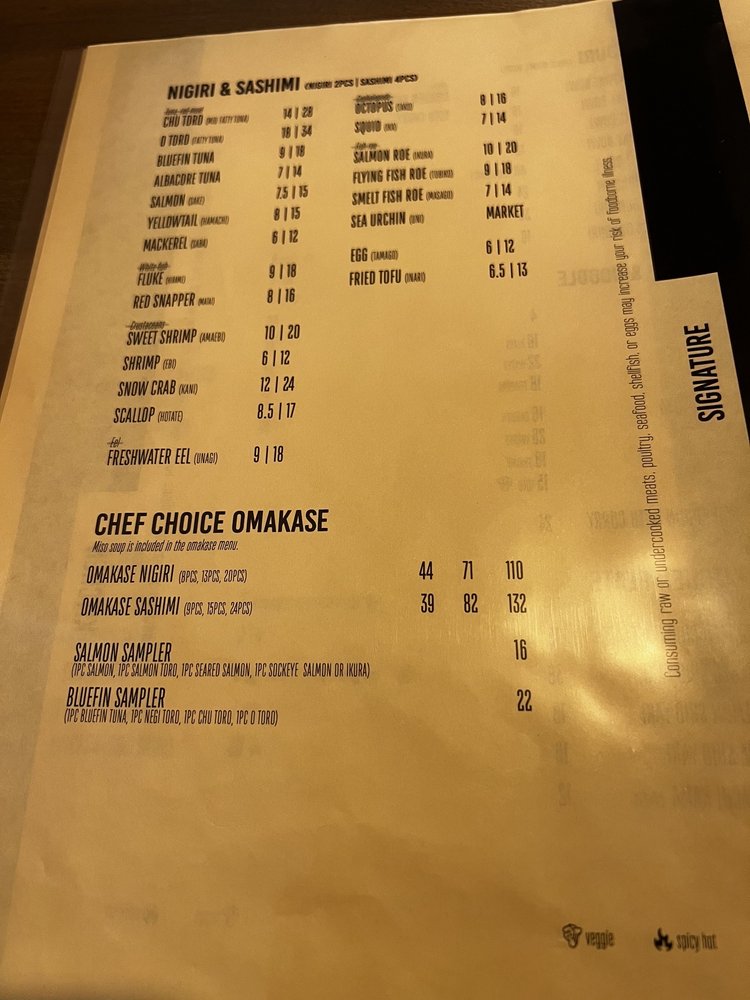 NIGIRI & SASHIMI (NIGIRI 2PCS | SASHIMI 4PCS)
CHU TORO (MID FATTY TUNA) 14 | 28
O TORO (FATTY TUNA) 18 | 34
BLUEFIN TUNA 9 | 18
ALBACORE TUNA 7 | 14
SALMON (SAKE) 7.5 | 15
YELLOWTAIL (HAMACHI) 8 | 15
MACKEREL (SABA) 6 | 12
White fish
FLUKE (HIRAME) 9 | 18
RED SNAPPER (MADAI) 8 | 16
Crustaceans
SWEET SHRIMP (AMAEBI) 10 | 20
SHRIMP (EBI) 6 | 12
SNOW CRAB (KANI) 12 | 24
SCALLOP (HOTATE) 8.5 | 17
Eel
FRESHWATER EEL (UNAGI) 9 | 18
OCTOPUS (TAKO) 8 | 16
SQUID (IKA) 7 | 14
Fish roe
SALMON ROE (IKURA) 10 | 20
FLYING FISH ROE (TOBIKO) 9 | 18
SMELT FISH ROE (MASAGO) 7 | 14
SEA URCHIN (UNI) MARKET
EGG (TAMAGO) 6 | 12
FRIED TOFU (INARI) 6.5 | 13
CHEF CHOICE OMAKASE
Miso soup is included in the omakase menu.
OMAKASE NIGIRI (8PCS, 13PCS, 20PCS) 44 71 110
OMAKASE SASHIMI (9PCS, 15PCS, 24PCS) 39 82 132
SALMON SAMPLER 16
(1PC SALMON, 1PC SALMON TORO, 1PC SEARED SALMON, 1PC SOCKEYE SALMON OR IKURA)
BLUEFIN SAMPLER 22
(1PC BLUEFIN TUNA, 1PC NEGI TORO, 1PC CHU TORO, 1PC O TORO)
Consuming raw or undercooked meats, poultry, seafood, shellfish, or eggs may increase your risk of foodborne illness.
SIGNATURE
veggie
spicy hot